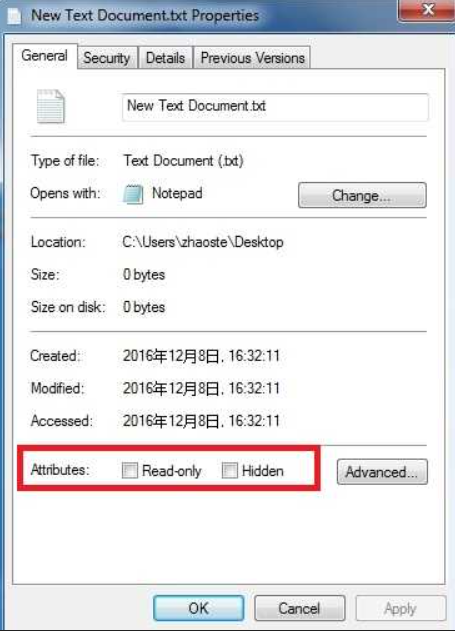 New Text Document.txt Properties
General Security Details Previous Versions
New Text Document.txt
Type of file: Text Document (.txt)
Opens with: Notepad Change...
Location: C:\Users\zhaoste\Desktop
Size: 0 bytes
Size on disk: 0 bytes
Created: 2016年12月8日, 16:32:11
Modified: 2016年12月8日, 16:32:11
Accessed: 2016年12月8日, 16:32:11
Attributes: Read-only Hidden Advanced...
OK Cancel Apply